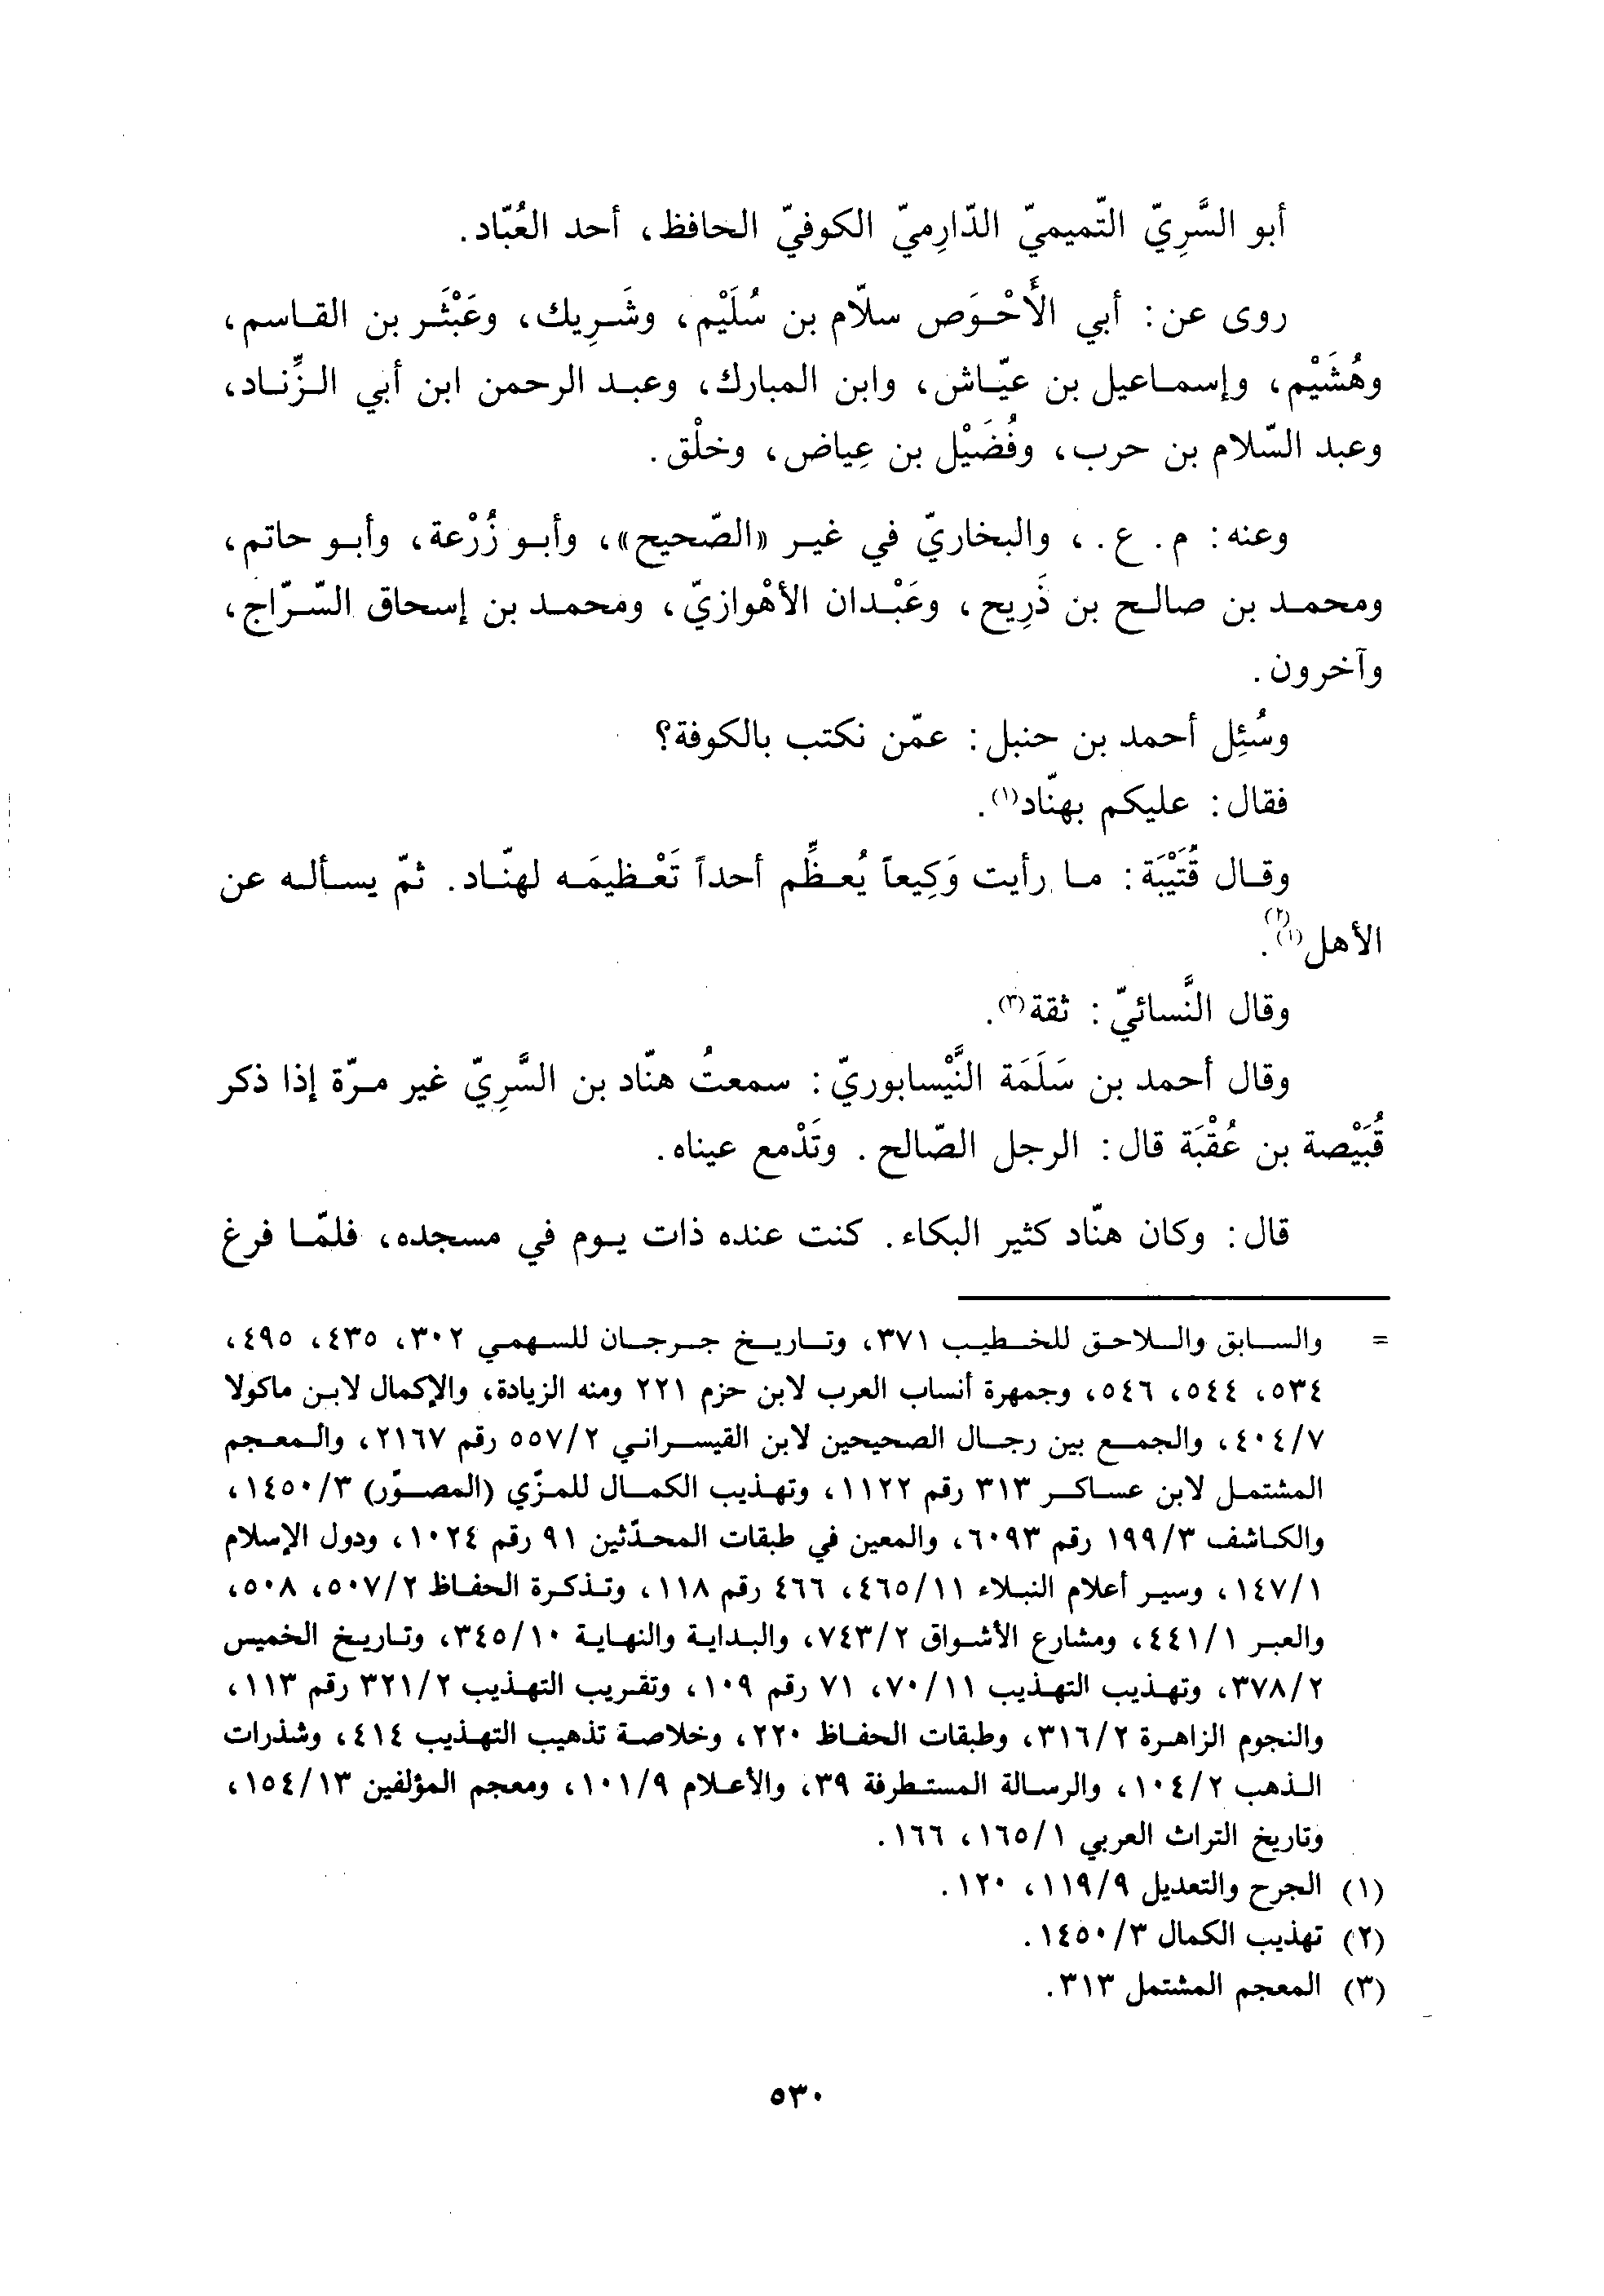 أبو السَّرِيّ التّميميّ الدّارِميّ الكوفيّ الحافظ، أحد العُبّاد.
روى عن: أبي الأَحْوَص سلّام بن سُلَيْم، وشَرِيك، وعَبْثَر بن القاسم،
وهُشَيْم، وإسماعيل بن عيّاش، وابن المبارك، وعبد الرحمن ابن أبي الزِّناد،
وعبد السّلام بن حرب، وفُضَيْل بن عِياض، وخلْق.
وعنه: م. ع.، والبخاريّ في غير «الصّحيح»، وأبو زُرْعة، وأبو حاتم،
ومحمد بن صالح بن ذَرِيح، وعَبْدان الأهْوازيّ، ومحمد بن إسحاق السّرّاج،
وآخرون.
وسُئِل أحمد بن حنبل: عمّن نكتب بالكوفة؟
فقال: عليكم بهنّاد(١).
وقال قُتَيْبَة: ما رأيت وَكِيعاً يُعظِّم أحداً تَعْظيمَه لهنّاد. ثمّ يسأله عن
الأهل(١)(٢).
وقال النَّسائيّ: ثقة(٣).
وقال أحمد بن سَلَمَة النَّيْسابوريّ: سمعتُ هنّاد بن السَّرِيّ غير مرّة إذا ذكر
قُبَيْصة بن عُقْبَة قال: الرجل الصّالح. وتَدْمع عيناه.
قال: وكان هنّاد كثير البكاء. كنت عنده ذات يوم في مسجده، فلمّا فرغ
= والسابق واللاحق للخطيب ٣٧١، وتاريخ جرجان للسهمي ٣٠٢، ٤٣٥، ٤٩٥،
٥٣٤، ٥٤٤، ٥٤٦، وجمهرة أنساب العرب لابن حزم ٢٢١ ومنه الزيادة، والإكمال لابن ماكولا
٤٠٤/٧، والجمع بين رجال الصحيحين لابن القيسراني ٥٥٧/٢ رقم ٢١٦٧، والمعجم
المشتمل لابن عساكر ٣١٣ رقم ١١٢٢، وتهذيب الكمال للمزّي (المصوّر) ١٤٥٠/٣،
والكاشف ١٩٩/٣ رقم ٦٠٩٣، والمعين في طبقات المحدّثين ٩١ رقم ١٠٢٤، ودول الإسلام
١٤٧/١، وسير أعلام النبلاء ٤٦٥/١١، ٤٦٦ رقم ١١٨، وتذكرة الحفاظ ٥٠٧/٢، ٥٠٨،
والعبر ٤٤١/١، ومشارع الأشواق ٧٤٣/٢، والبداية والنهاية ٣٤٥/١٠، وتاريخ الخميس
٣٧٨/٢، وتهذيب التهذيب ٧٠/١١، ٧١ رقم ١٠٩، وتقريب التهذيب ٣٢١/٢ رقم ١١٣،
والنجوم الزاهرة ٣١٦/٢، وطبقات الحفاظ ٢٢٠، وخلاصة تذهيب التهذيب ٤١٤، وشذرات
الذهب ١٠٤/٢، والرسالة المستطرفة ٣٩، والأعلام ١٠١/٩، ومعجم المؤلفين ١٥٤/١٣،
وتاريخ التراث العربي ١٦٥/١، ١٦٦.
(١) الجرح والتعديل ١١٩/٩، ١٢٠.
(٢) تهذيب الكمال ١٤٥٠/٣.
(٣) المعجم المشتمل ٣١٣.
٥٣٠